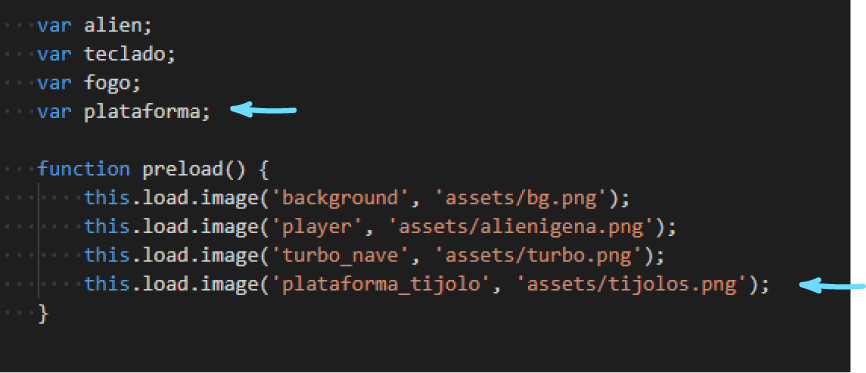 var alien;
var teclado;
var fogo;
var plataforma;
function preload() {
this.load.image('background', 'assets/bg.png');
this.load.image('player', 'assets/alienigena.png');
this.load.image('turbo_nave', 'assets/turbo.png');
this.load.image('plataforma_tijolo', 'assets/tijolos.png');
}